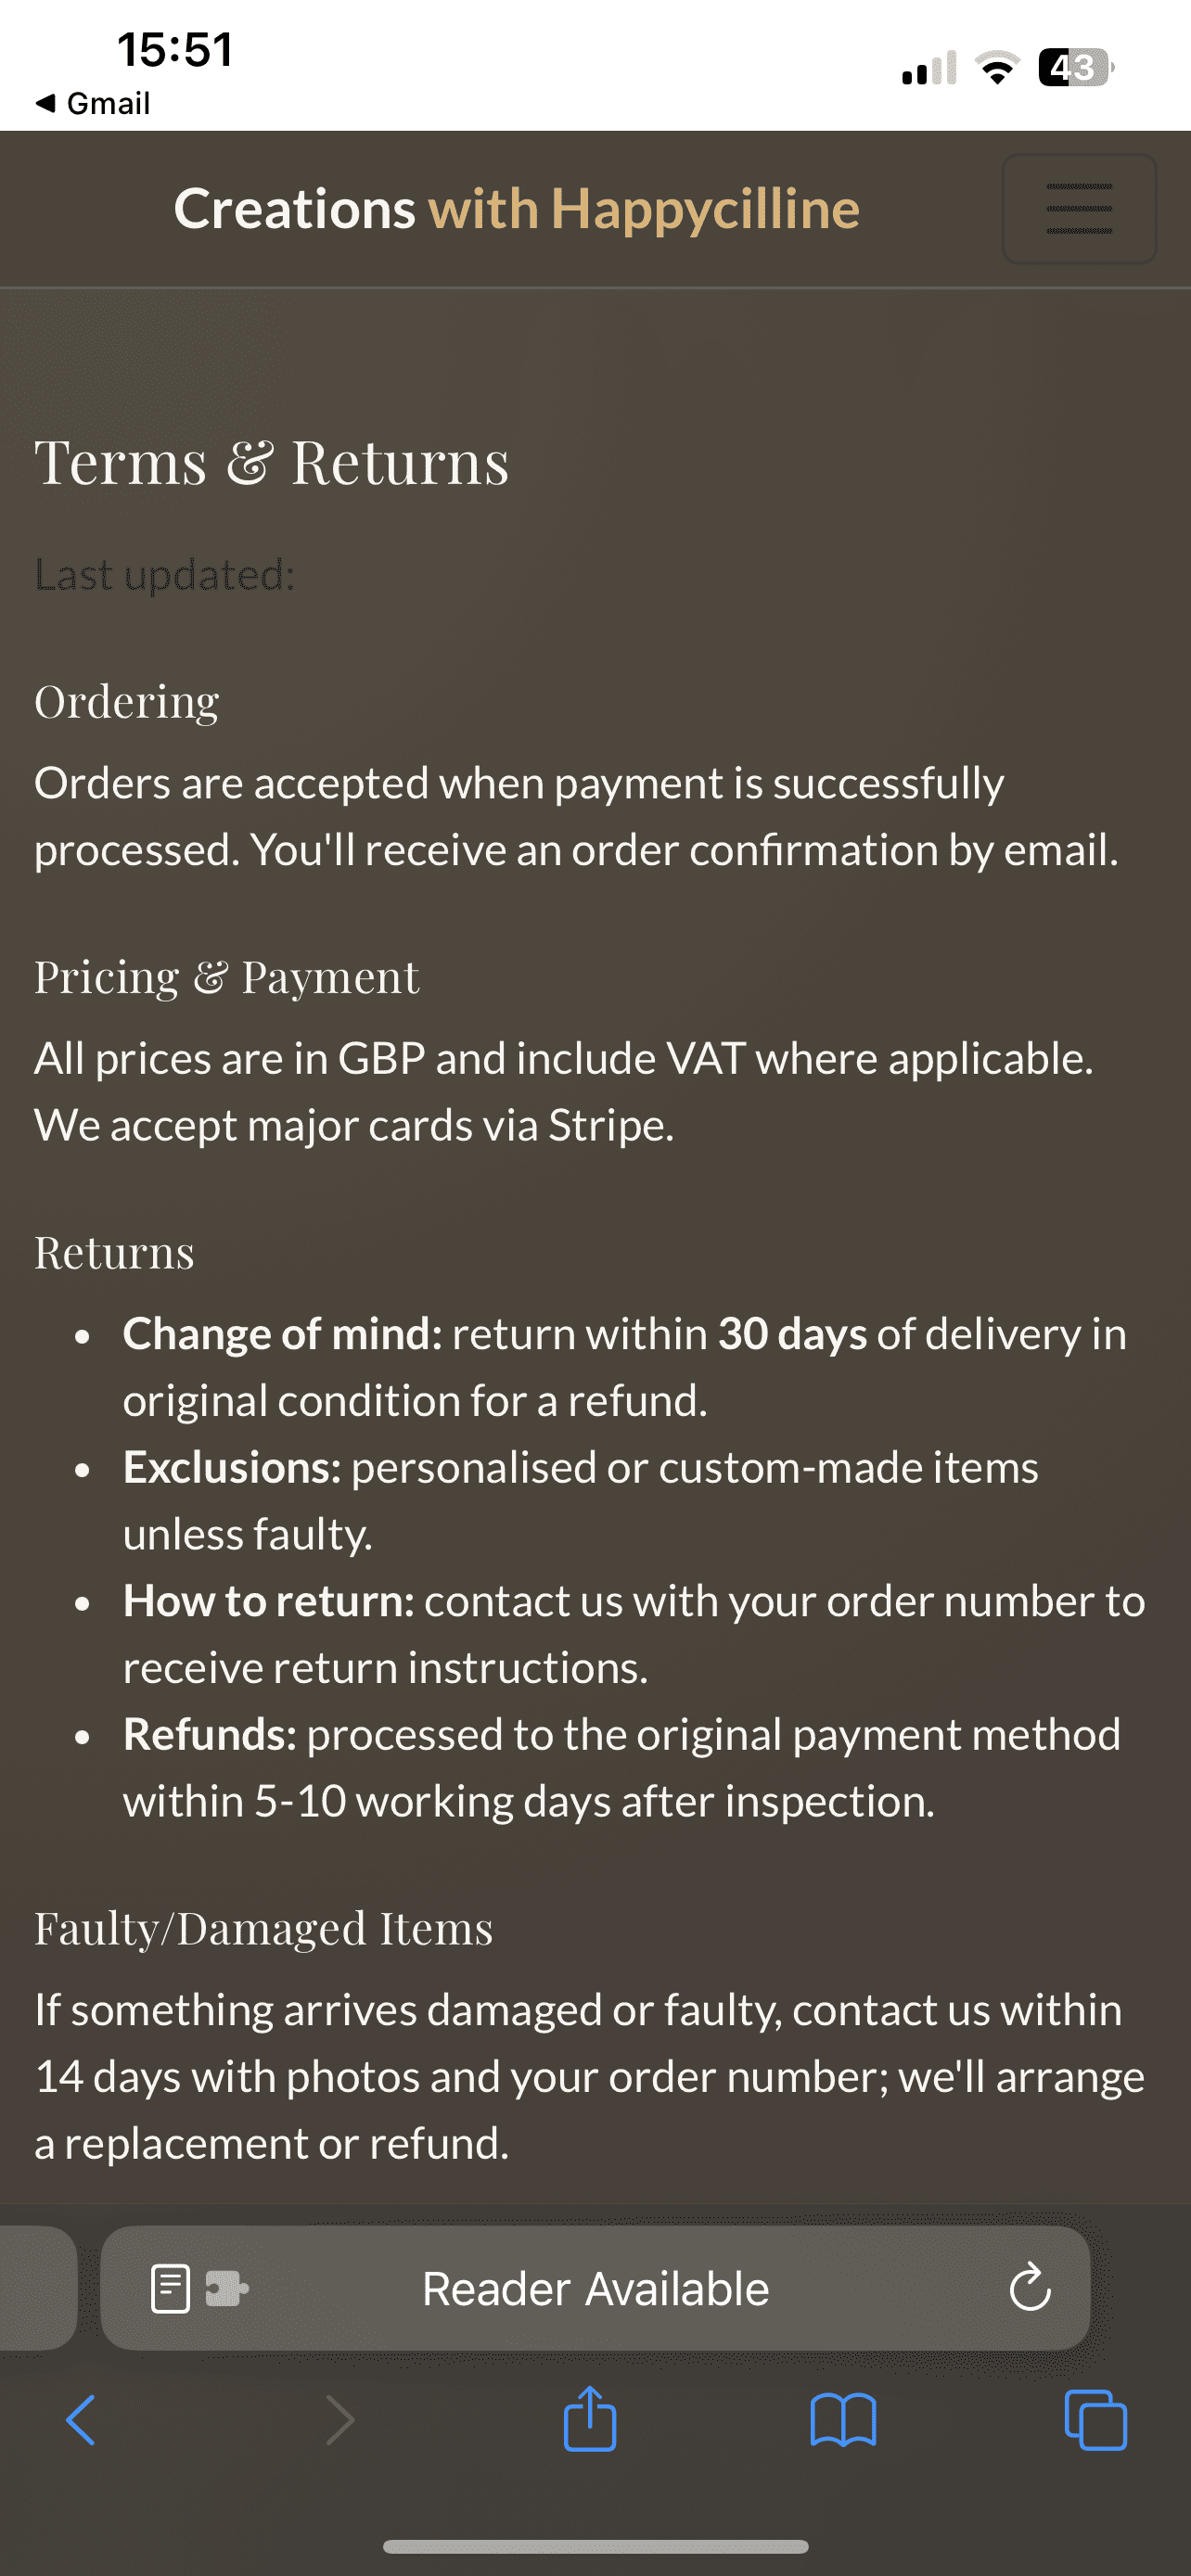 15:51
43
◀ Gmail
Creations with Happycilline
Terms & Returns
Last updated:
Ordering
Orders are accepted when payment is successfully
processed. You'll receive an order confirmation by email.
Pricing & Payment
All prices are in GBP and include VAT where applicable.
We accept major cards via Stripe.
Returns
• Change of mind: return within 30 days of delivery in
original condition for a refund.
• Exclusions: personalised or custom-made items
unless faulty.
• How to return: contact us with your order number to
receive return instructions.
• Refunds: processed to the original payment method
within 5-10 working days after inspection.
Faulty/Damaged Items
If something arrives damaged or faulty, contact us within
14 days with photos and your order number; we'll arrange
a replacement or refund.
Reader Available